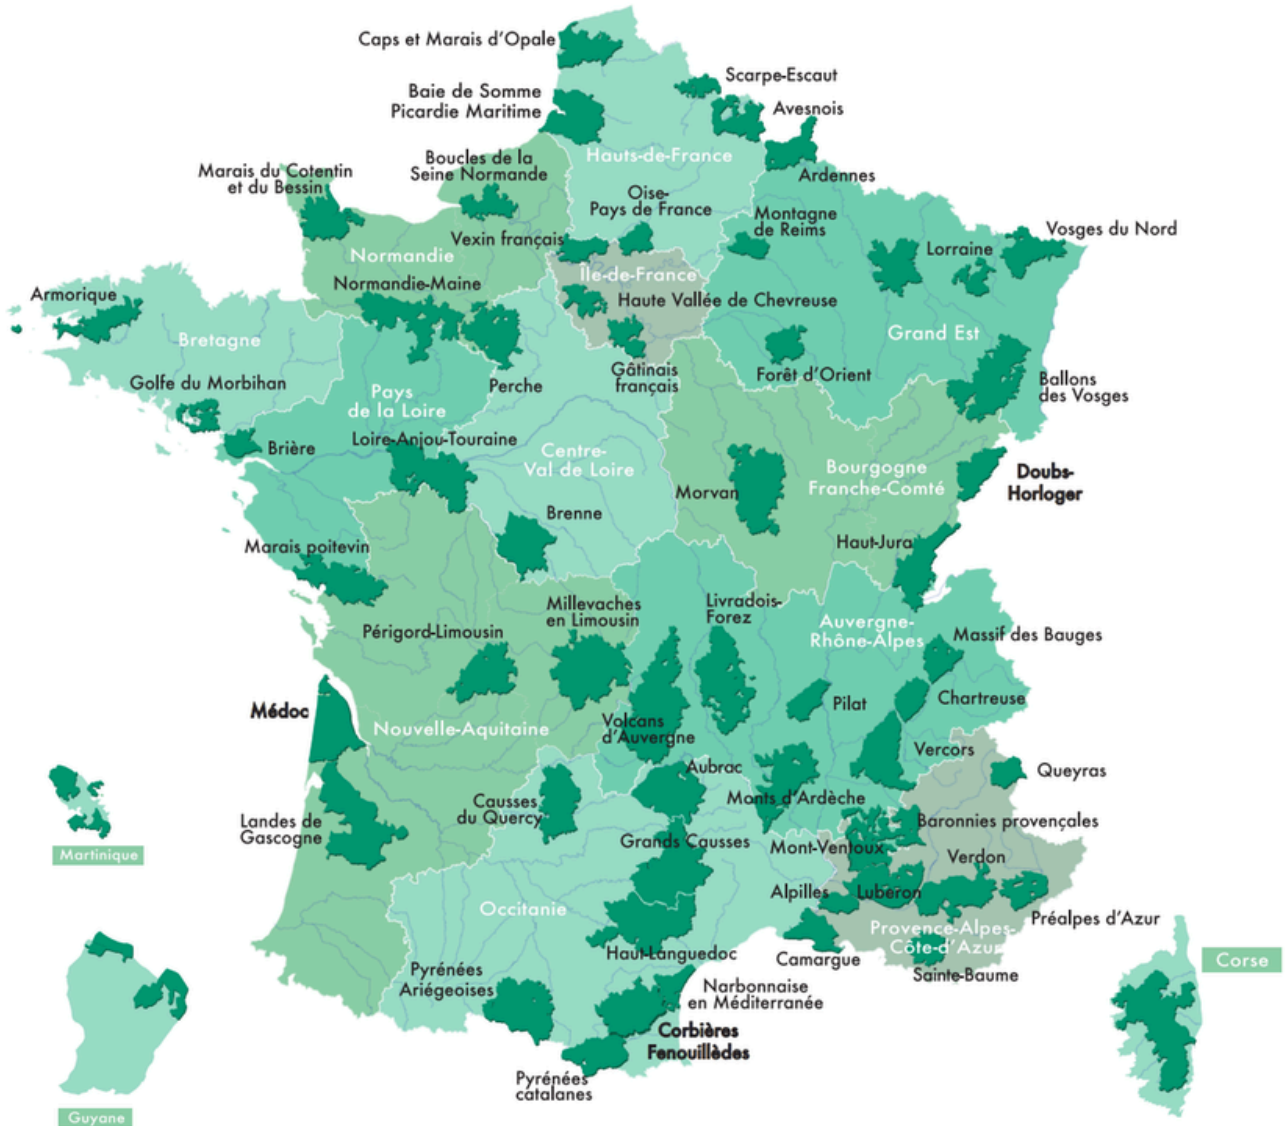 Caps et Marais d'Opale
Scarpe-Escaut
Baie de Somme
Picardie Maritime
Avesnois
Hauts-de-France
Ardennes
Marais du Cotentin
et du Bessin
Boucles de la
Seine Normande
Oise-
Pays de France
Montagne
de Reims
Vosges du Nord
Lorraine
Vexin français
Normandie
Île-de-France
Normandie-Maine
Haute Vallée de Chevreuse
Armorique
Bretagne
Grand Est
Golfe du Morbihan
Perche
Gâtinais
français
Forêt d'Orient
Ballons
des Vosges
Pays
de la Loire
Brière
Loire-Anjou-Touraine
Centre-
Val de Loire
Bourgogne
Franche-Comté
Doubs-
Horloger
Morvan
Brenne
Haut-Jura
Marais poitevin
Millevaches
en Limousin
Livradois-
Forez
Auvergne-
Rhône-Alpes
Périgord-Limousin
Massif des Bauges
Médoc
Pilat
Chartreuse
Nouvelle-Aquitaine
Volcans
d'Auvergne
Vercors
Aubrac
Queyras
Causses
du Quercy
Monts d'Ardèche
Landes de
Gascogne
Baronnies provençales
Grands Causses
Mont-Ventoux
Martinique
Verdon
Alpilles
Luberon
Occitanie
Préalpes d'Azur
Provence-Alpes-
Côte-d'Azur
Haut-Languedoc
Camargue
Sainte-Baume
Corse
Pyrénées
Ariégeoises
Narbonnaise
en Méditerranée
Corbières
Fenouillèdes
Pyrénées
catalanes
Guyane